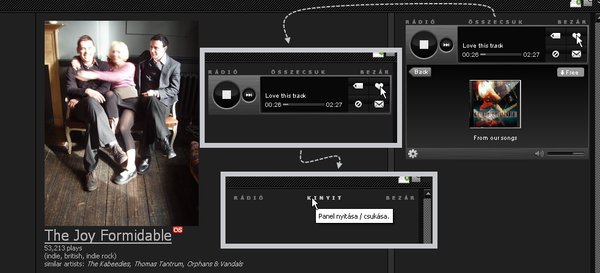 RÁDIÓ ÖSSZECSUK BEZÁR
Love this track
00:26 02:27
Back
Free
From our songs
RÁDIÓ ÖSSZECSUK BEZÁR
Love this track
00:26 02:27
RÁDIÓ KINYIT BEZÁR
Panel nyitása / csukása.
The Joy Formidable OS
53,213 plays
(indie, british, indie rock)
similar artists: The Kabeedies, Thomas Tantrum, Orphans & Vandals